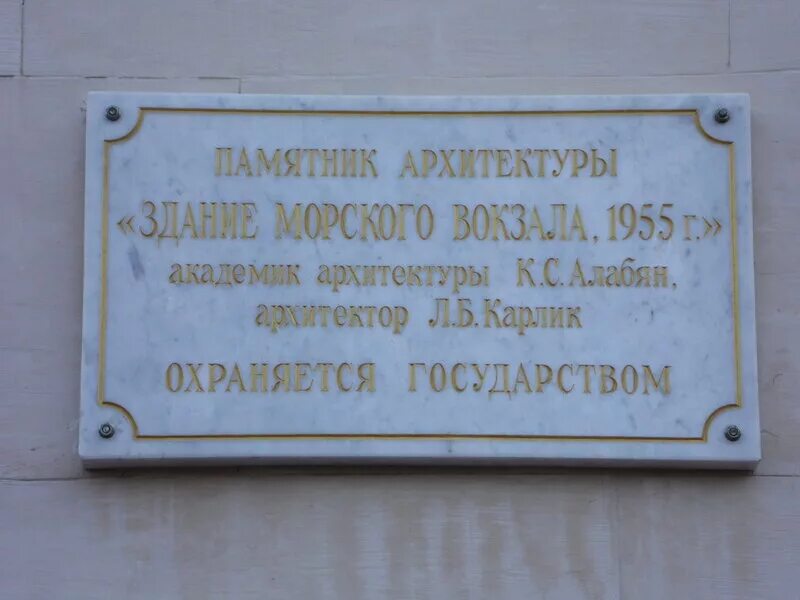 ПАМЯТНИК АРХИТЕКТУРЫ
«ЗДАНИЕ МОРСКОГО ВОКЗАЛА, 1955 г.»
академик архитектуры К.С.Алабян,
архитектор Л.Б.Карлик
ОХРАНЯЕТСЯ ГОСУДАРСТВОМ